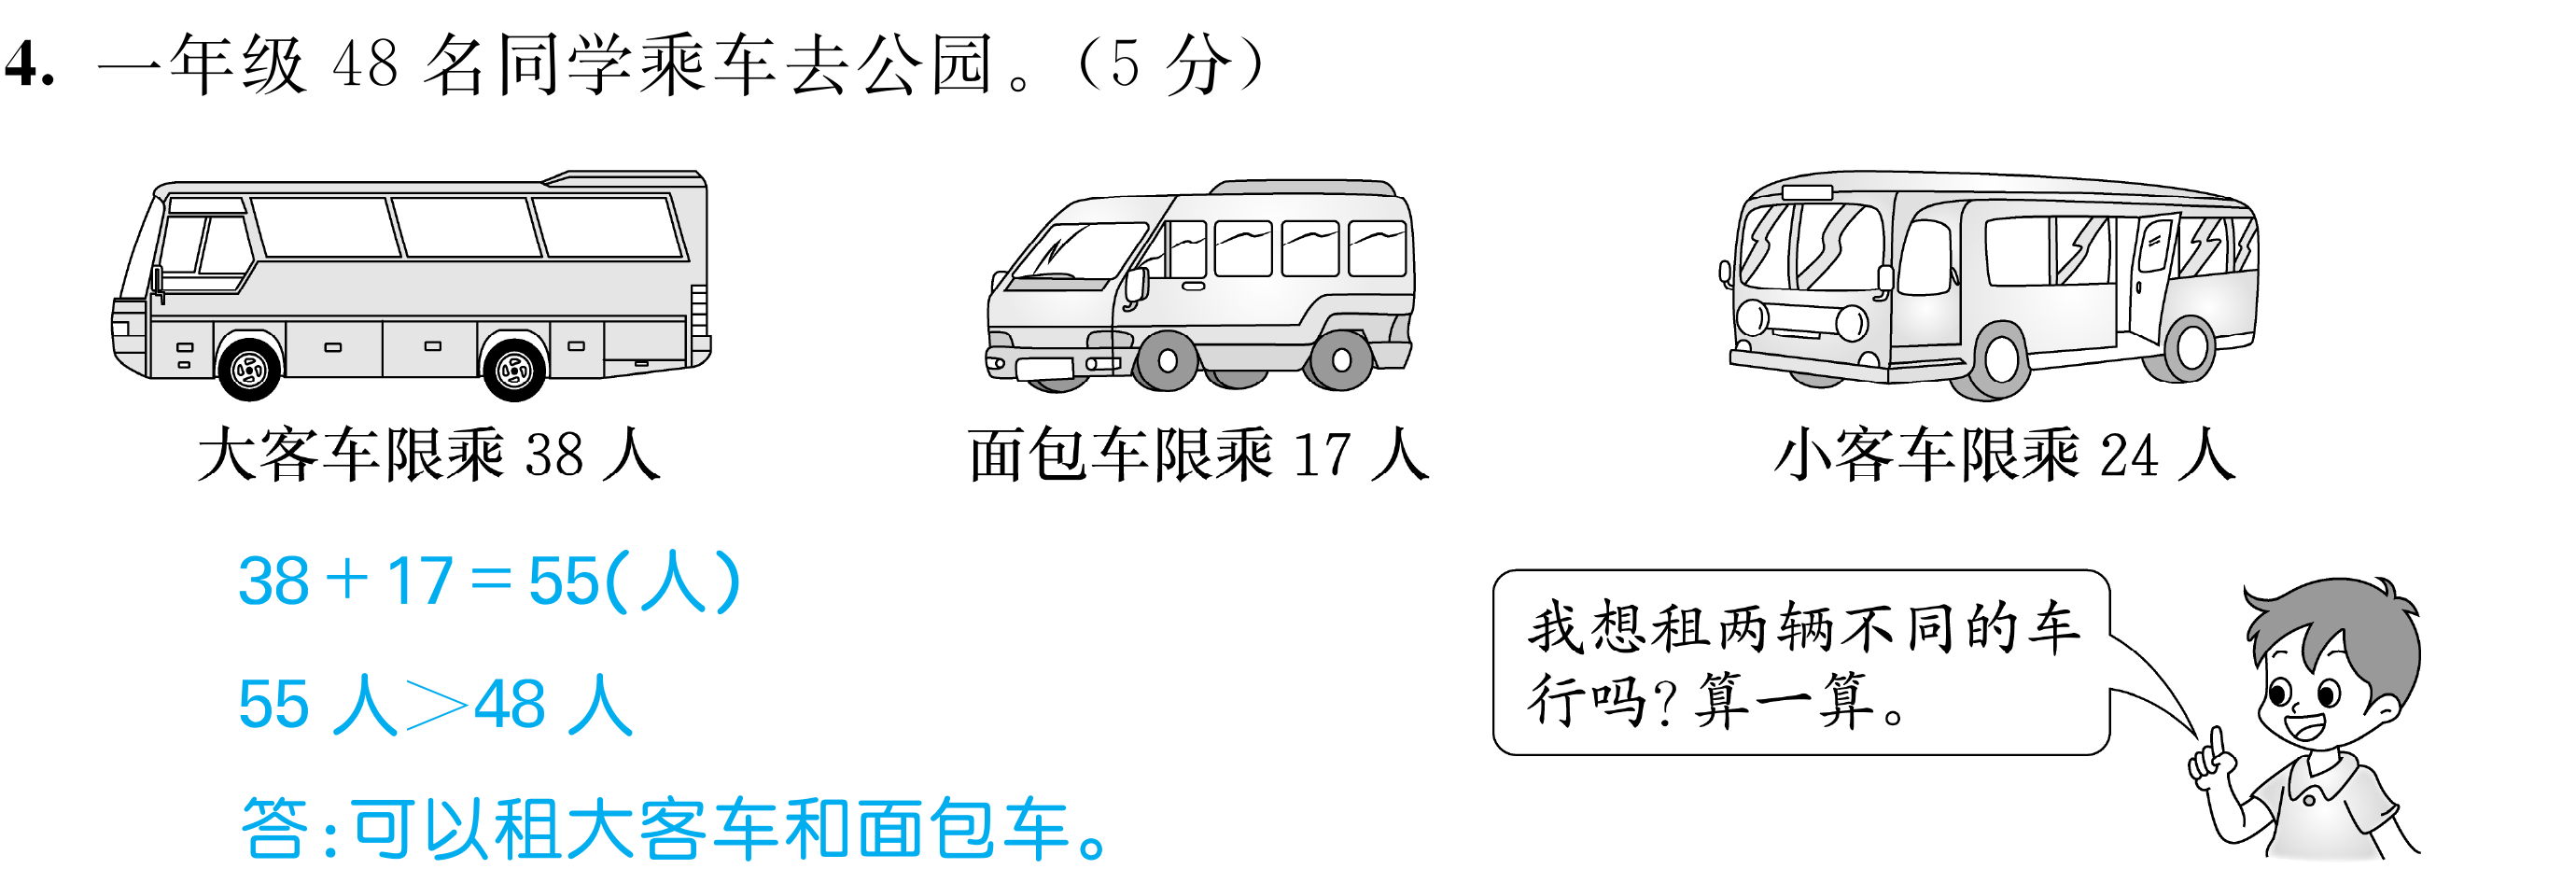 4. 一年级 48 名同学乘车去公园。（5 分）
大客车限乘 38 人 面包车限乘 17 人 小客车限乘 24 人
38+17=55(人)
55 人>48 人
答:可以租大客车和面包车。
我想租两辆不同的车
行吗?算一算。